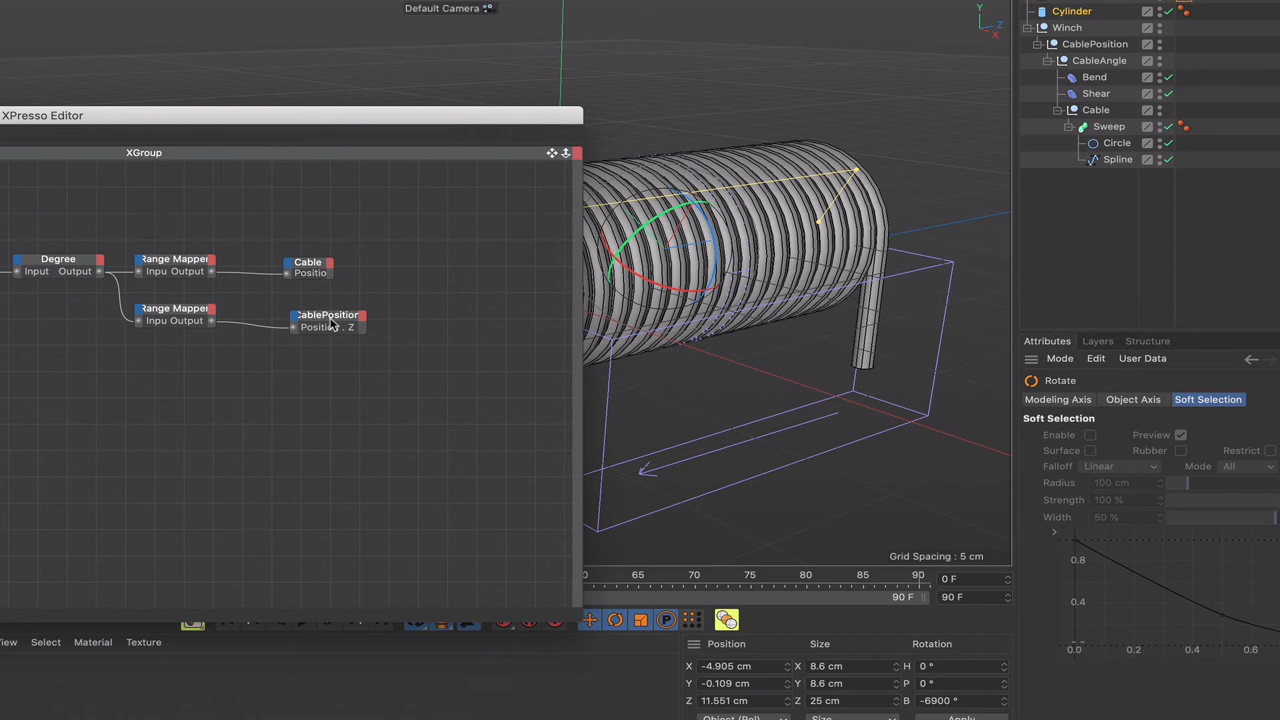 Default Camera
Y
Z
X
Cylinder
Winch
CablePosition
CableAngle
Bend
Shear
Cable
Sweep
Circle
Spline
XPresso Editor
XGroup
Degree
Input Output
Range Mapper
Inpu Output
Cable
Positio
Range Mapper
Inpu Output
CablePosition
Position . Z
Attributes Layers Structure
Mode Edit User Data
Rotate
Modeling Axis Object Axis Soft Selection
Soft Selection
Enable Preview
Surface Rubber Restrict
Falloff Linear Mode All
Radius 100 cm
Strength 100 %
Width 50 %
0.8
0.4
0.0 0.2 0.4 0.6
Grid Spacing : 5 cm
65 70 75 80 85 90 0 F
90 F 90 F
Select Material Texture
Position Size Rotation
X -4.905 cm X 8.6 cm H 0 °
Y -0.109 cm Y 8.6 cm P 0 °
Z 11.551 cm Z 25 cm B -6900 °
Object (Rel) Size Apply